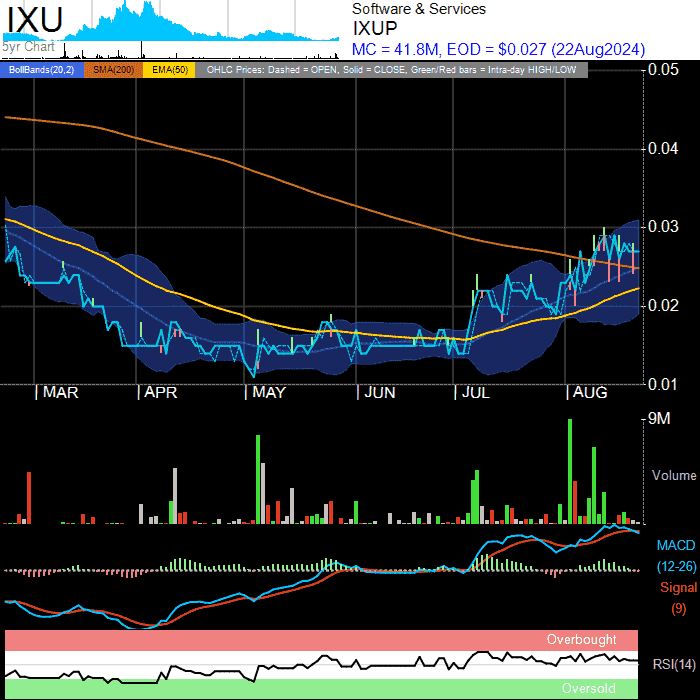 IXU
Software & Services
IXUP
5yr Chart
MC = 41.8M, EOD = $0.027 (22Aug2024)
BollBands(20,2) SMA(200) EMA(50) OHLC Prices: Dashed = OPEN, Solid = CLOSE, Green/Red bars = Intra-day HIGH/LOW
0.05
0.04
0.03
0.02
0.01
MAR APR MAY JUN JUL AUG
9M
Volume
MACD
(12-26)
Signal
(9)
Overbought
RSI(14)
Oversold